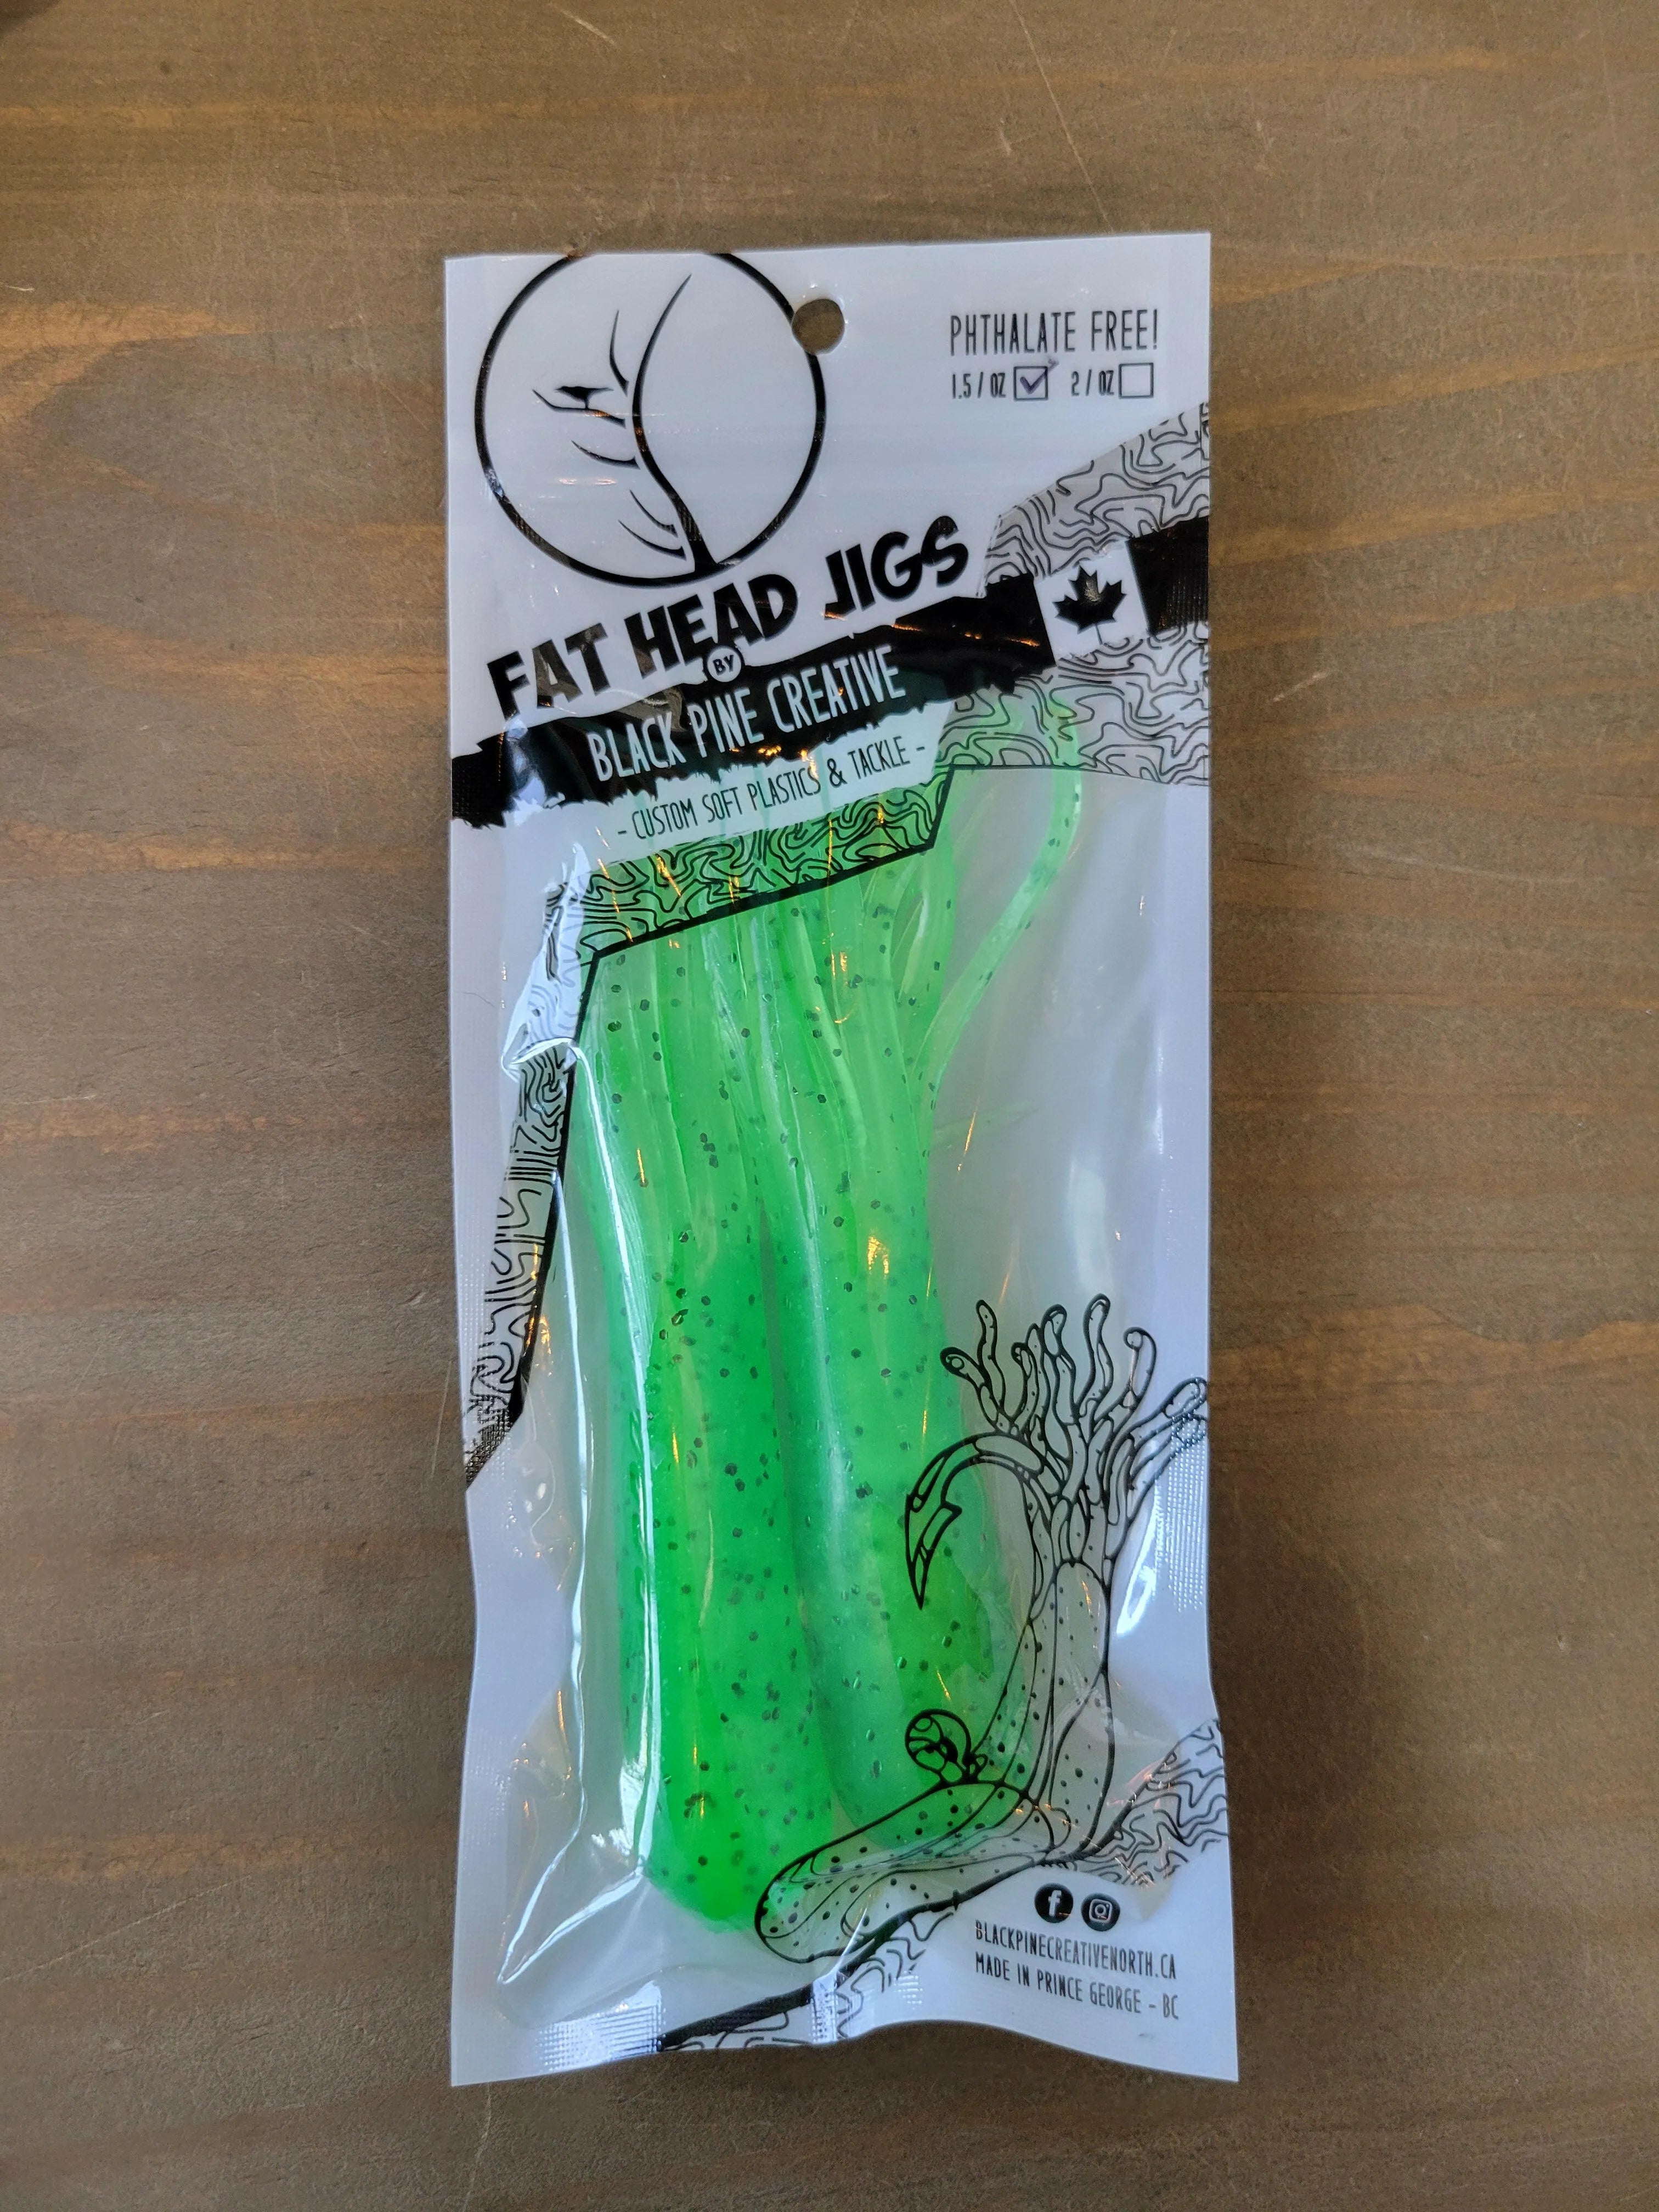 PHTHALATE FREE!
1.5/OZ 2/OZ
FAT HEAD JIGS
BY
BLACK PINE CREATIVE
- CUSTOM SOFT PLASTICS & TACKLE -
f
BLACKPINECREATIVENORTH.CA
MADE IN PRINCE GEORGE - BC